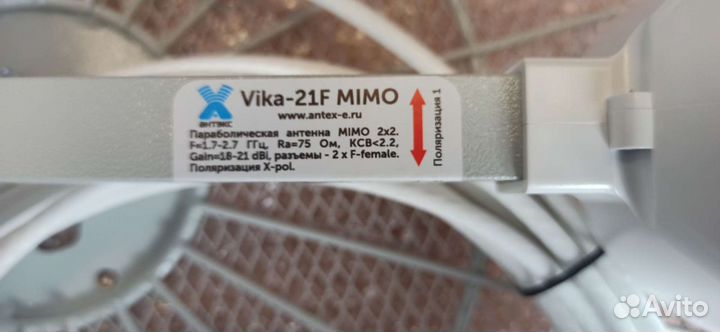 АНТЭКС
Vika-21F MIMO
www.antex-e.ru
Параболическая антенна MIMO 2x2.
F=1.7-2.7 ГГц, Ra=75 Ом, КСВ<2.2,
Gain=18-21 dBi, разъемы - 2 x F-female.
Поляризация X-pol.
Поляризация 1
Avito